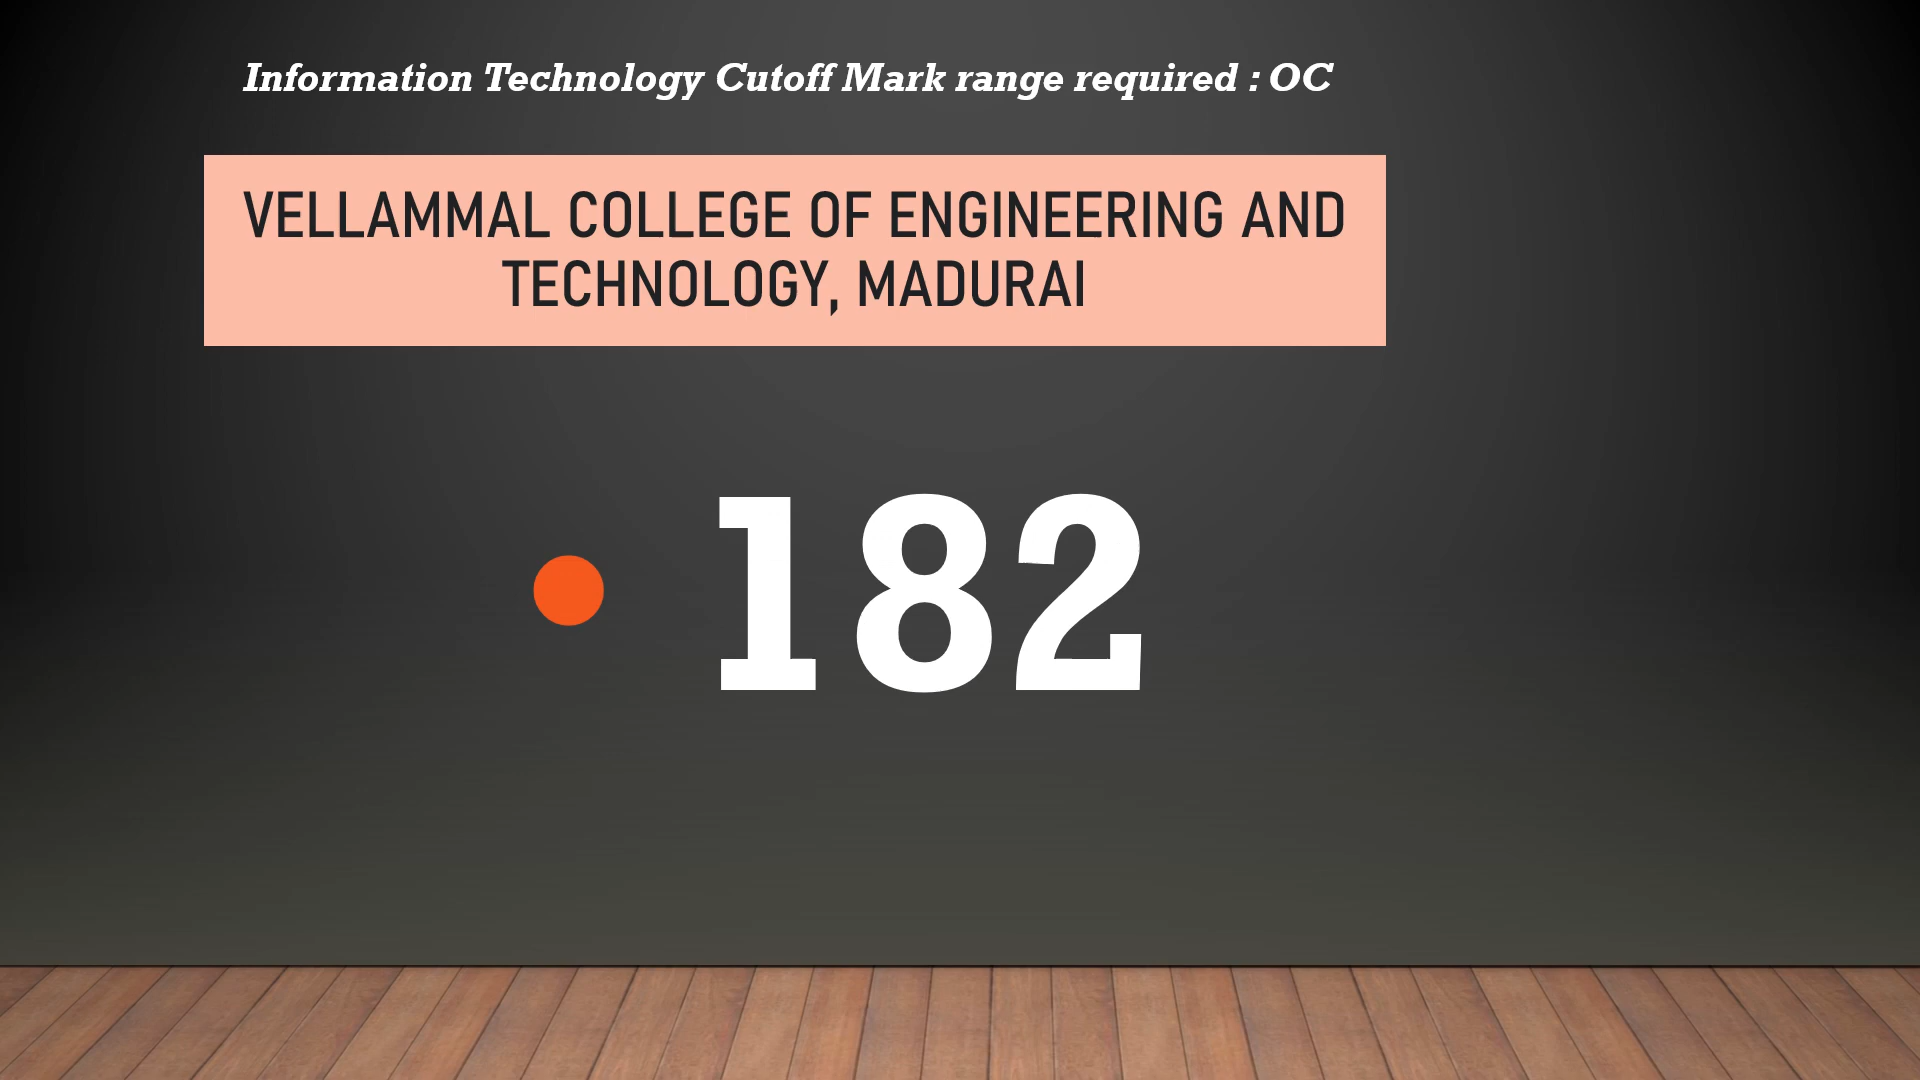 Information Technology Cutoff Mark range required : OC
VELLAMMAL COLLEGE OF ENGINEERING AND
TECHNOLOGY, MADURAI
• 182